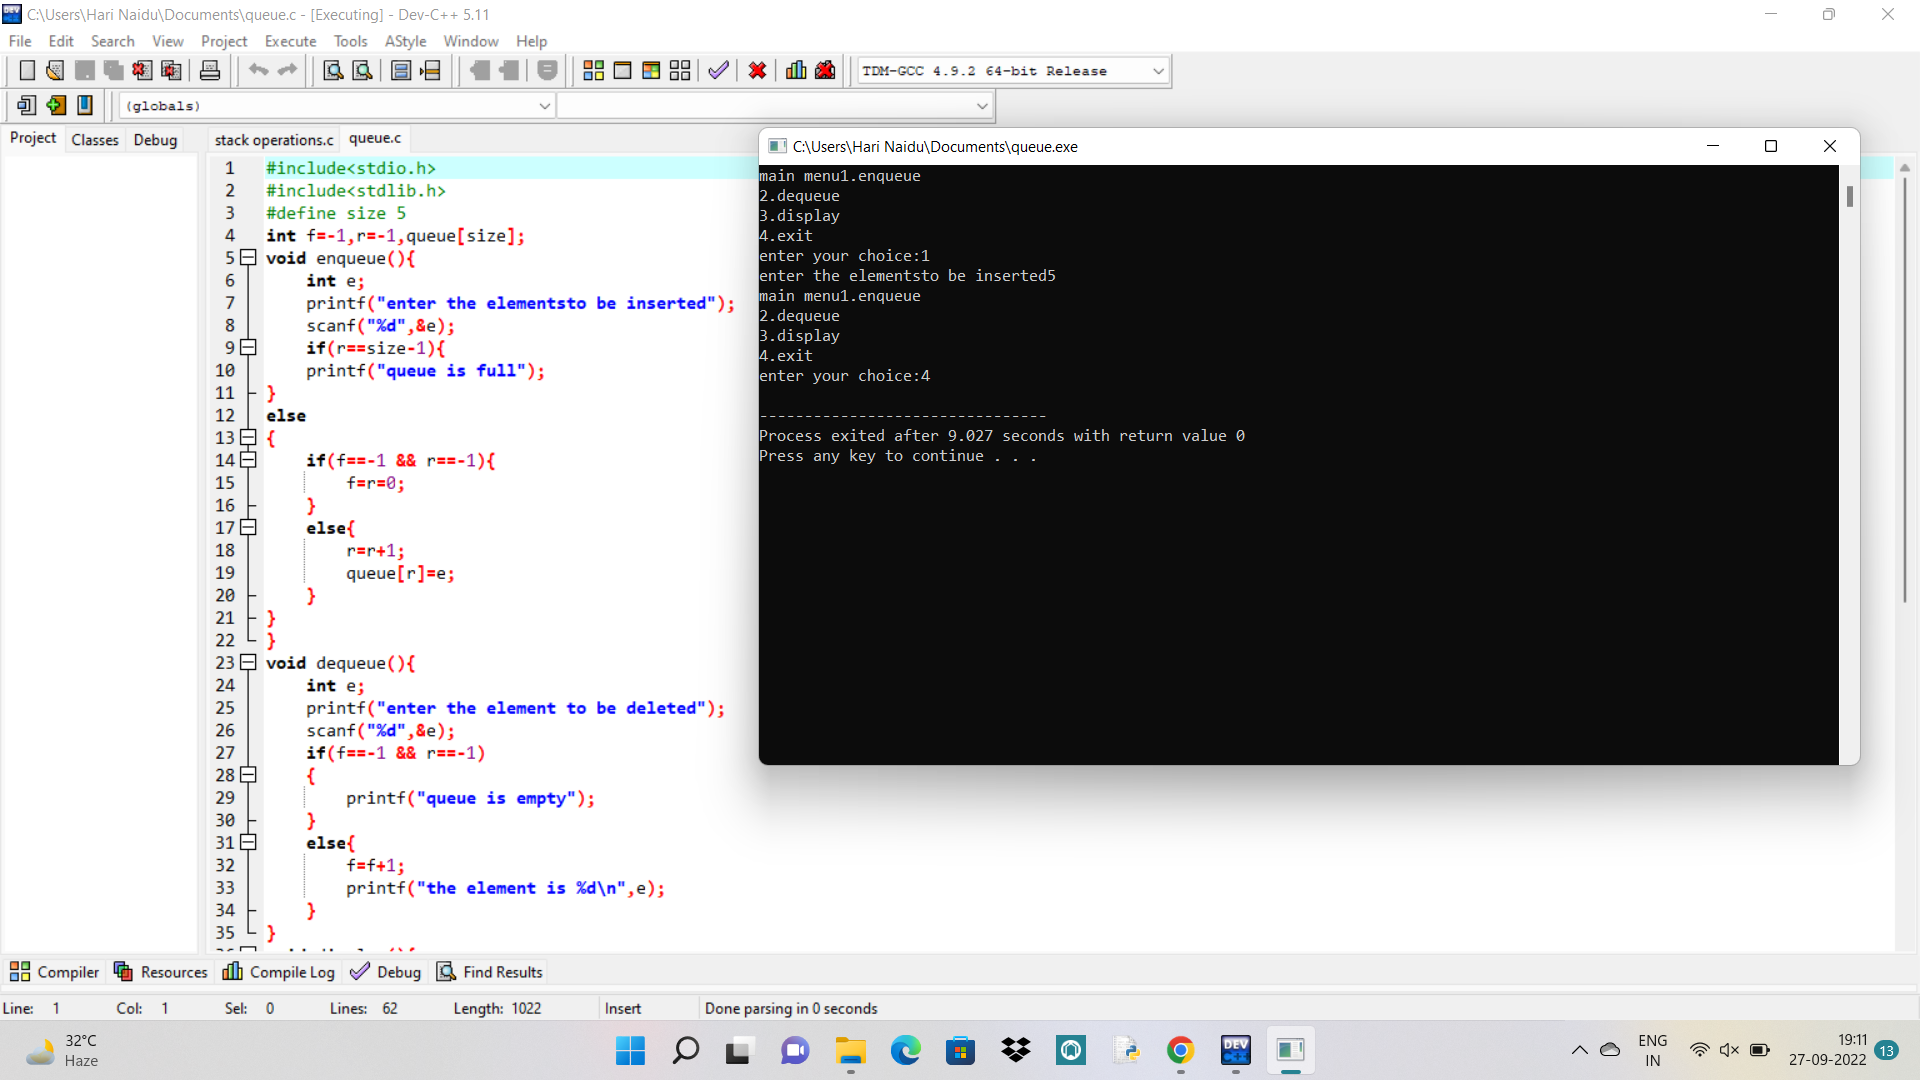 C:\Users\Hari Naidu\Documents\queue.c - [Executing] - Dev-C++ 5.11
File Edit Search View Project Execute Tools AStyle Window Help
TDM-GCC 4.9.2 64-bit Release
(globals)
Project Classes Debug
stack operations.c queue.c
1 #include<stdio.h>
2 #include<stdlib.h>
3 #define size 5
4 int f=-1,r=-1,queue[size];
5 void enqueue(){
6 int e;
7 printf("enter the elementsto be inserted");
8 scanf("%d",&e);
9 if(r==size-1){
10 printf("queue is full");
11 }
12 else
13 {
14 if(f==-1 && r==-1){
15 f=r=0;
16 }
17 else{
18 r=r+1;
19 queue[r]=e;
20 }
21 }
22 }
23 void dequeue(){
24 int e;
25 printf("enter the element to be deleted");
26 scanf("%d",&e);
27 if(f==-1 && r==-1)
28 {
29 printf("queue is empty");
30 }
31 else{
32 f=f+1;
33 printf("the element is %d\n",e);
34 }
35 }
C:\Users\Hari Naidu\Documents\queue.exe
main menu1.enqueue
2.dequeue
3.display
4.exit
enter your choice:1
enter the elementsto be inserted5
main menu1.enqueue
2.dequeue
3.display
4.exit
enter your choice:4
--------------------------------
Process exited after 9.027 seconds with return value 0
Press any key to continue . . .
Compiler Resources Compile Log Debug Find Results
Line: 1 Col: 1 Sel: 0 Lines: 62 Length: 1022 Insert Done parsing in 0 seconds
32°C
Haze
DEV
C++
ENG
IN
19:11
27-09-2022
13